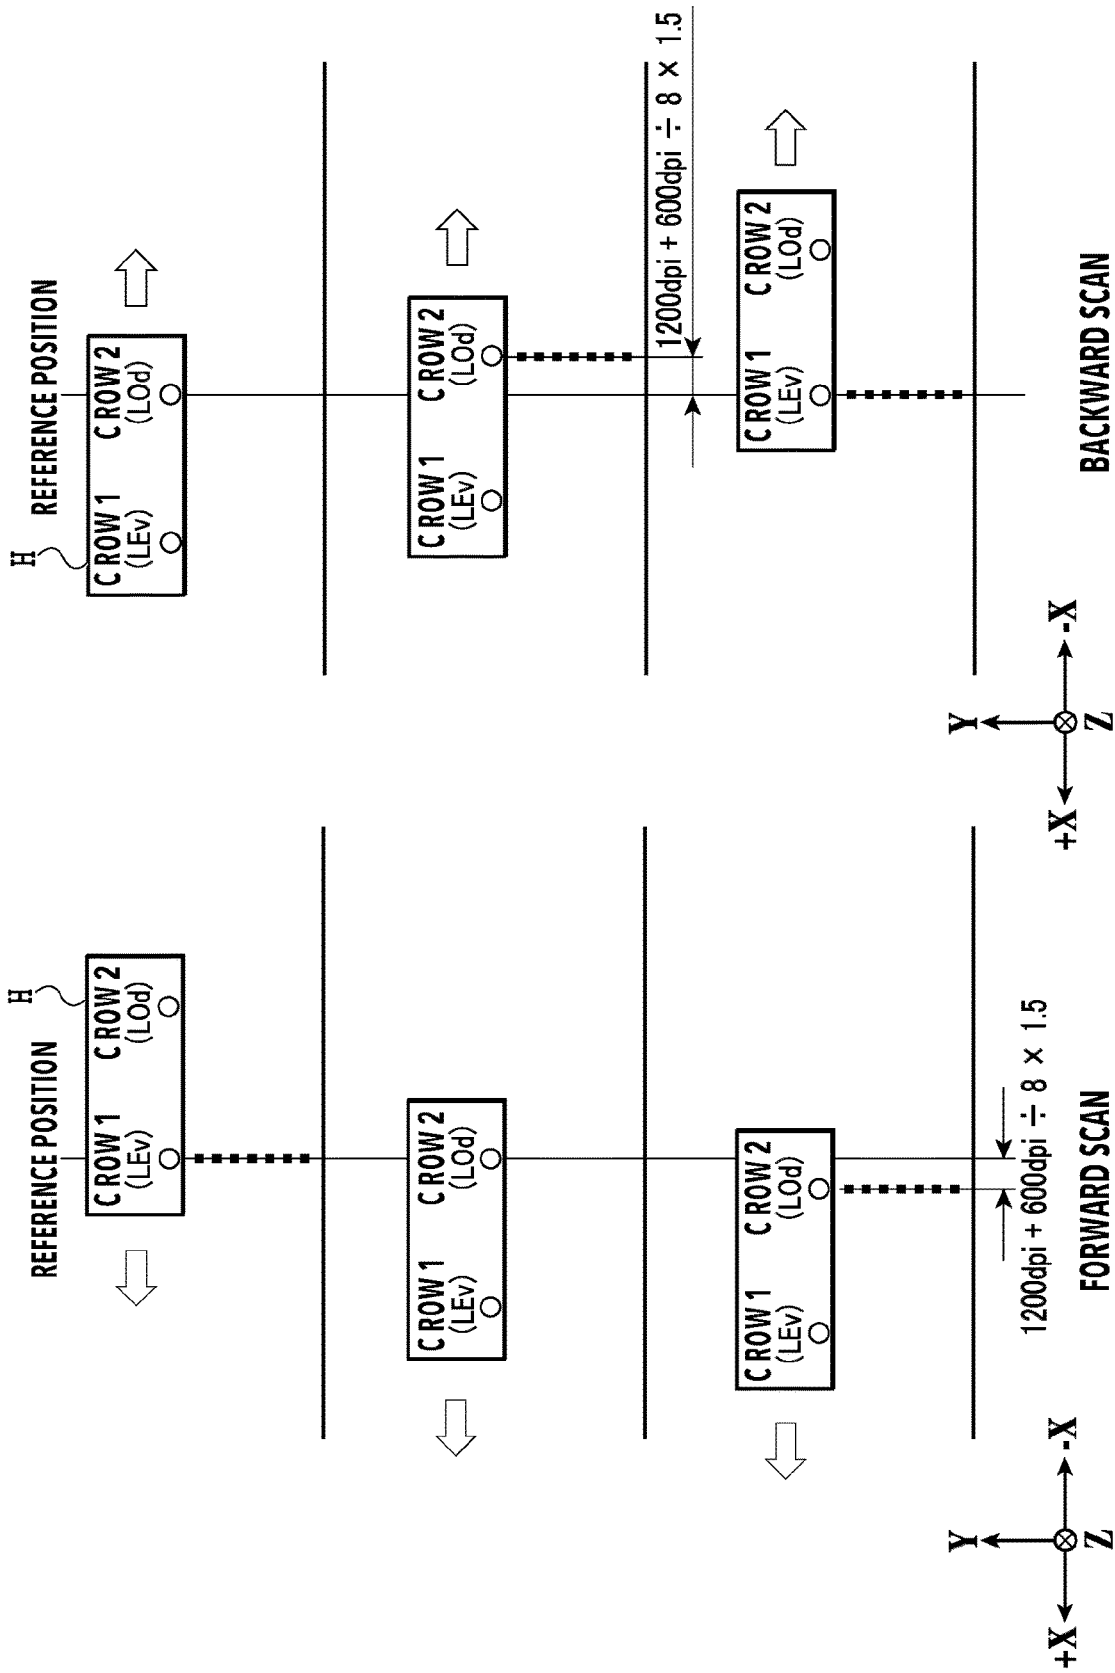 REFERENCE POSITION
H
C ROW 1
(LEv)
C ROW 2
(LOd)
C ROW 1
(LEv)
C ROW 2
(LOd)
C ROW 1
(LEv)
C ROW 2
(LOd)
1200dpi + 600dpi ÷ 8 × 1.5
FORWARD SCAN
Y
+X
-X
Z
REFERENCE POSITION
H
C ROW 1
(LEv)
C ROW 2
(LOd)
C ROW 1
(LEv)
C ROW 2
(LOd)
1200dpi + 600dpi ÷ 8 × 1.5
C ROW 1
(LEv)
C ROW 2
(LOd)
BACKWARD SCAN
Y
+X
-X
Z